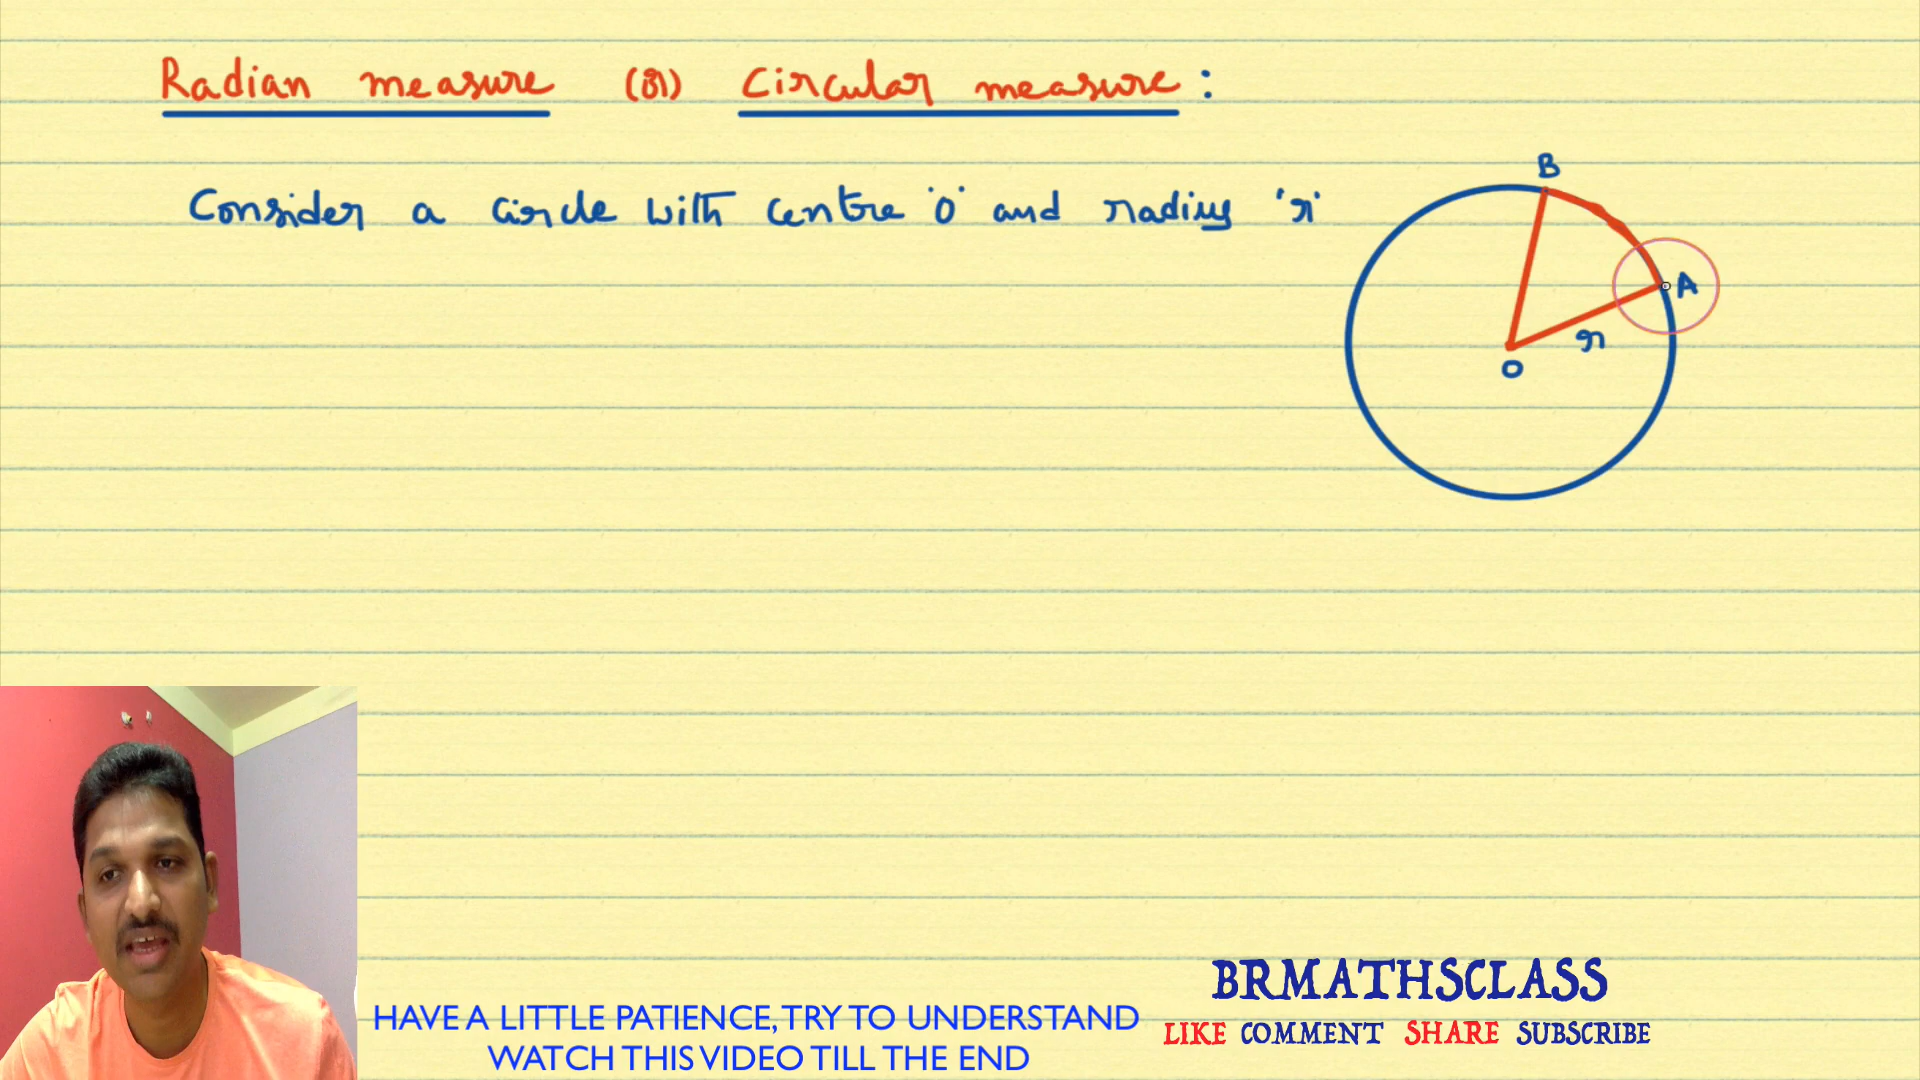 Radian measure (or) Circular measure :
Consider a circle with centre 'o' and radius 'r'
B
A
r
O
BRMATHSCLASS
HAVE A LITTLE PATIENCE, TRY TO UNDERSTAND
WATCH THIS VIDEO TILL THE END
LIKE COMMENT SHARE SUBSCRIBE